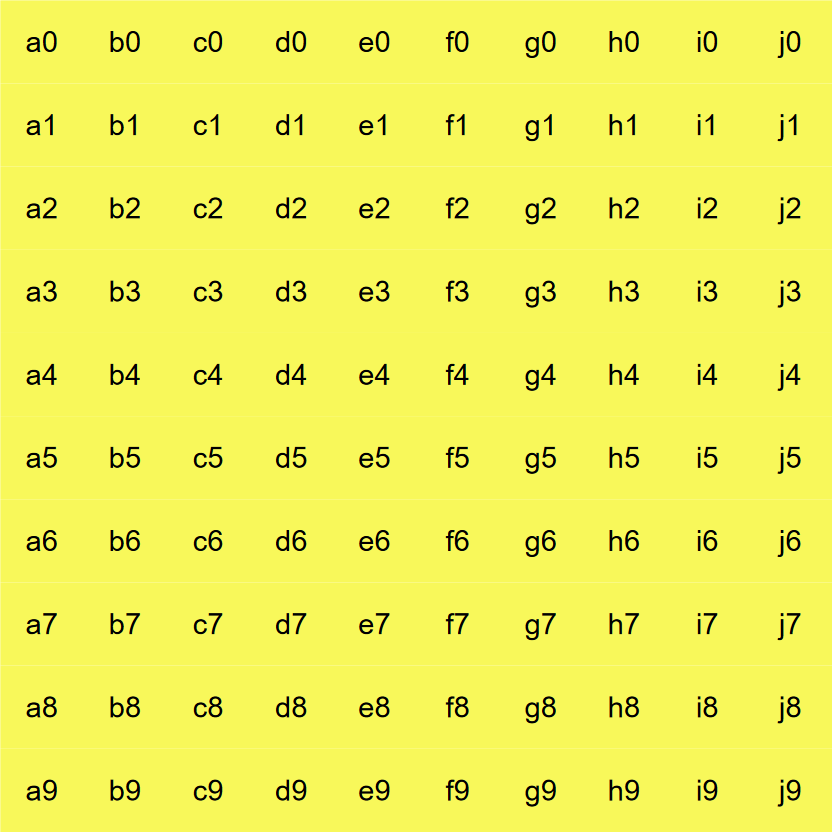 a0 b0 c0 d0 e0 f0 g0 h0 i0 j0
a1 b1 c1 d1 e1 f1 g1 h1 i1 j1
a2 b2 c2 d2 e2 f2 g2 h2 i2 j2
a3 b3 c3 d3 e3 f3 g3 h3 i3 j3
a4 b4 c4 d4 e4 f4 g4 h4 i4 j4
a5 b5 c5 d5 e5 f5 g5 h5 i5 j5
a6 b6 c6 d6 e6 f6 g6 h6 i6 j6
a7 b7 c7 d7 e7 f7 g7 h7 i7 j7
a8 b8 c8 d8 e8 f8 g8 h8 i8 j8
a9 b9 c9 d9 e9 f9 g9 h9 i9 j9